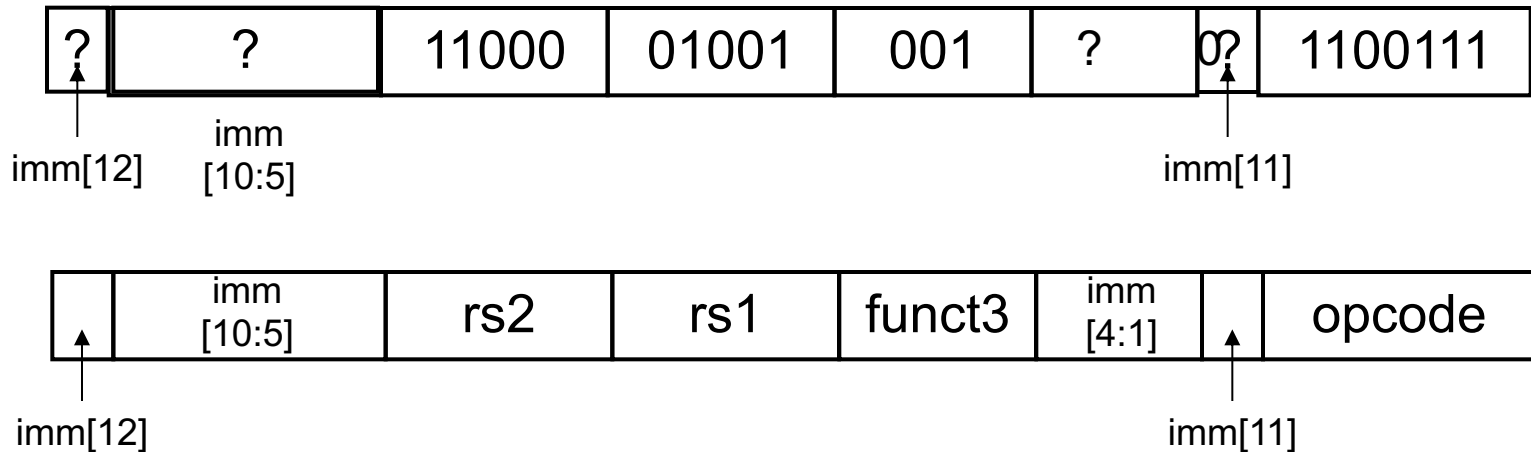 ? ? 11000 01001 001 ? 0? 1100111
imm
[10:5]
imm[12] imm[11]
imm
[10:5] rs2 rs1 funct3 imm
[4:1] opcode
imm[12] imm[11]